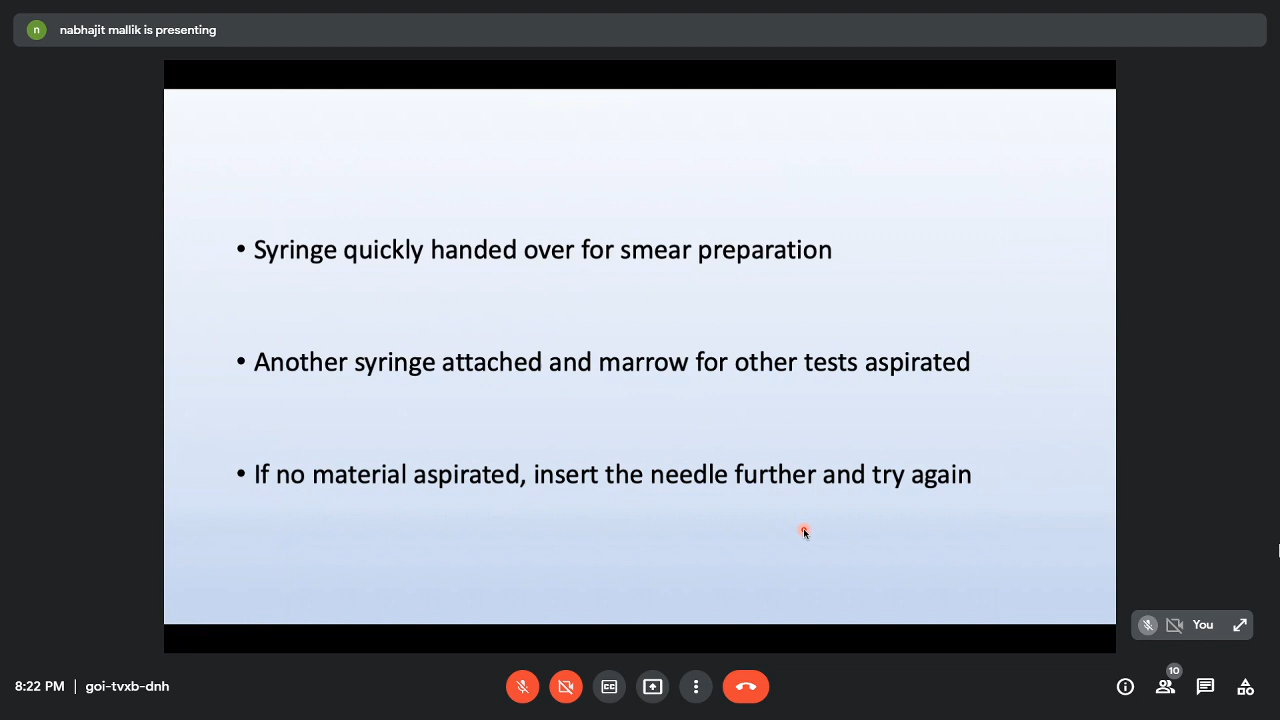 n nabhajit mallik is presenting
• Syringe quickly handed over for smear preparation
• Another syringe attached and marrow for other tests aspirated
• If no material aspirated, insert the needle further and try again
You
10
8:22 PM | goi-tvxb-dnh
CC